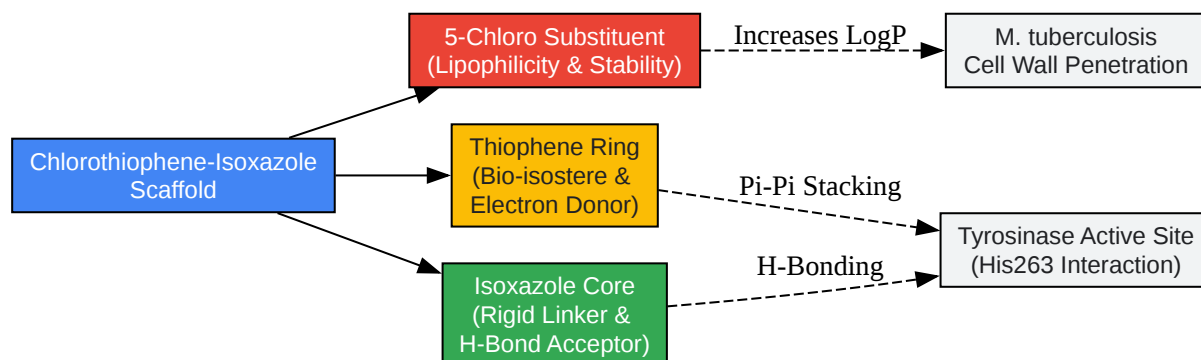 Chlorothiophene-Isoxazole
Scaffold
5-Chloro Substituent
(Lipophilicity & Stability)
Increases LogP
M. tuberculosis
Cell Wall Penetration
Thiophene Ring
(Bio-isostere &
Electron Donor)
Pi-Pi Stacking
Isoxazole Core
(Rigid Linker &
H-Bond Acceptor)
H-Bonding
Tyrosinase Active Site
(His263 Interaction)